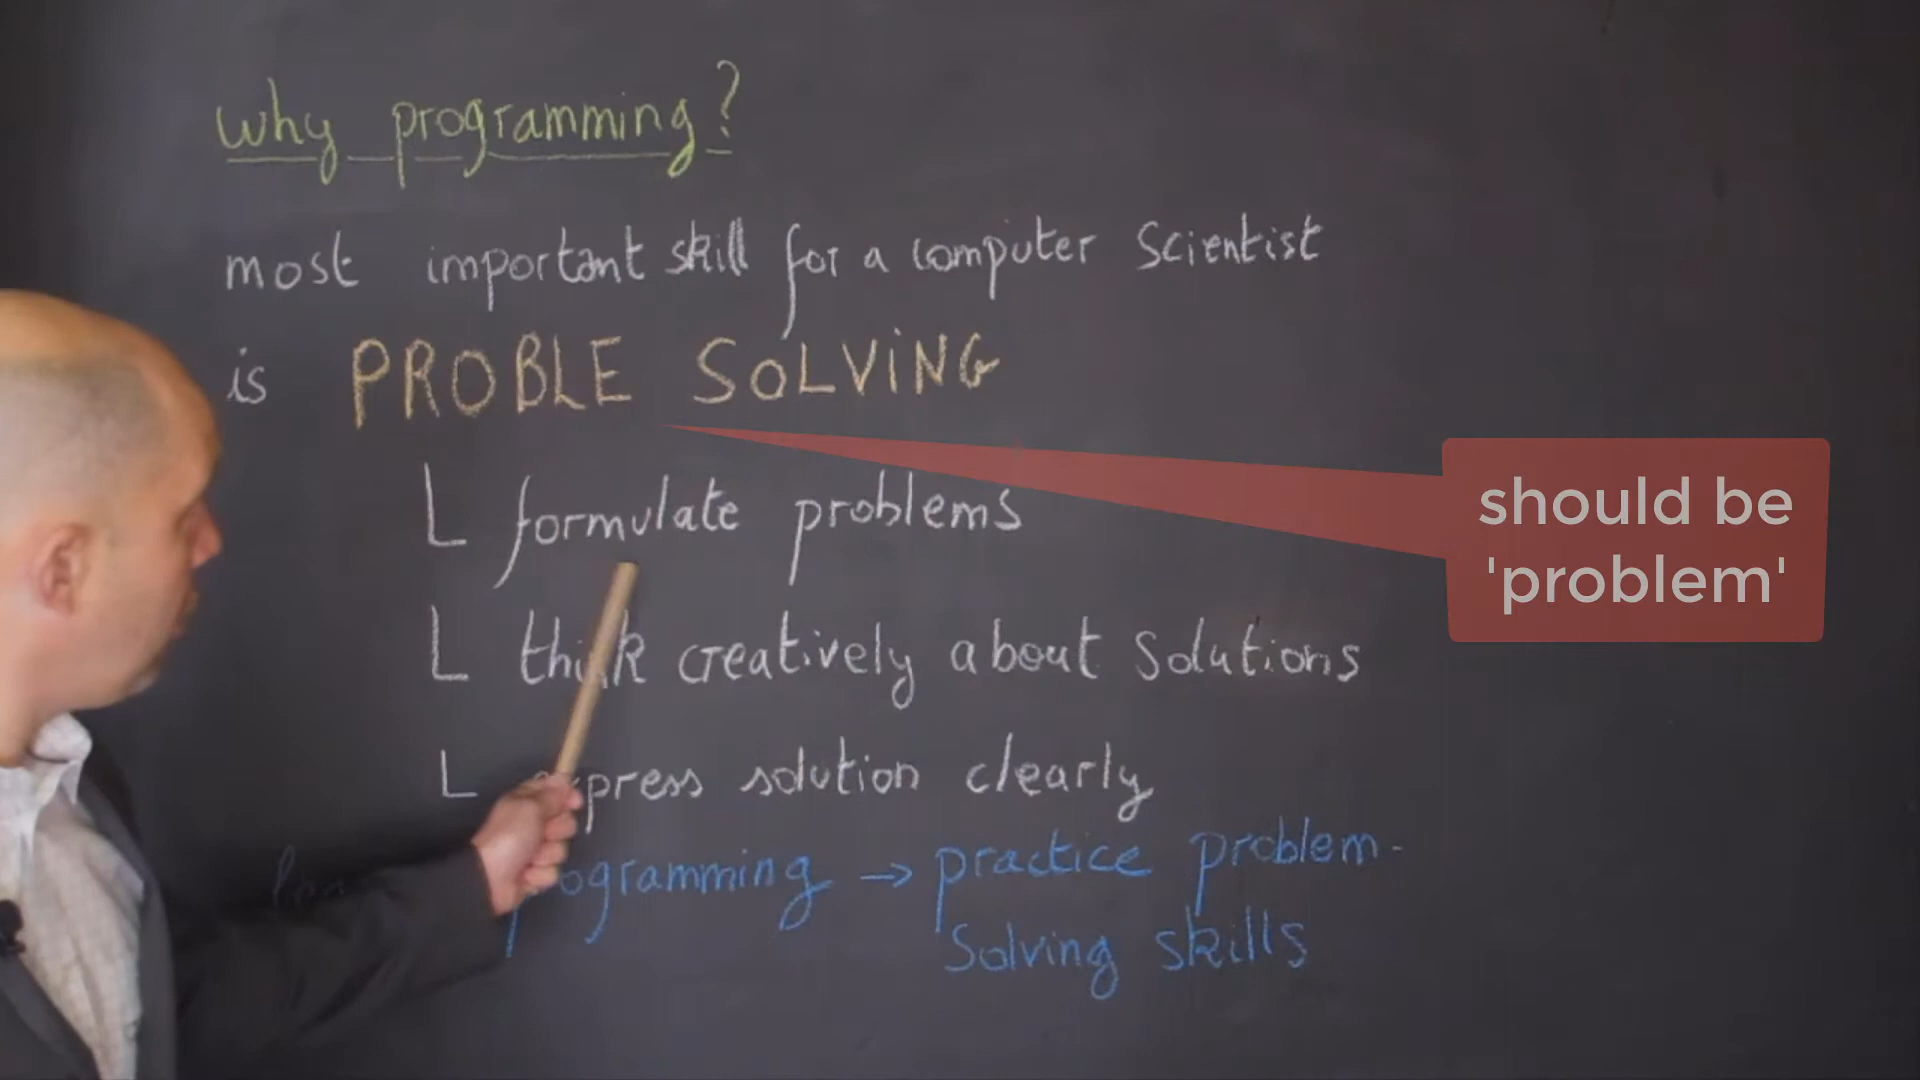 why programming?
most important skill for a computer scientist
is PROBLE SOLViNG
formulate problems
should be
'problem'
think creatively about solutions
express solution clearly
programming → practice problem-
solving skills